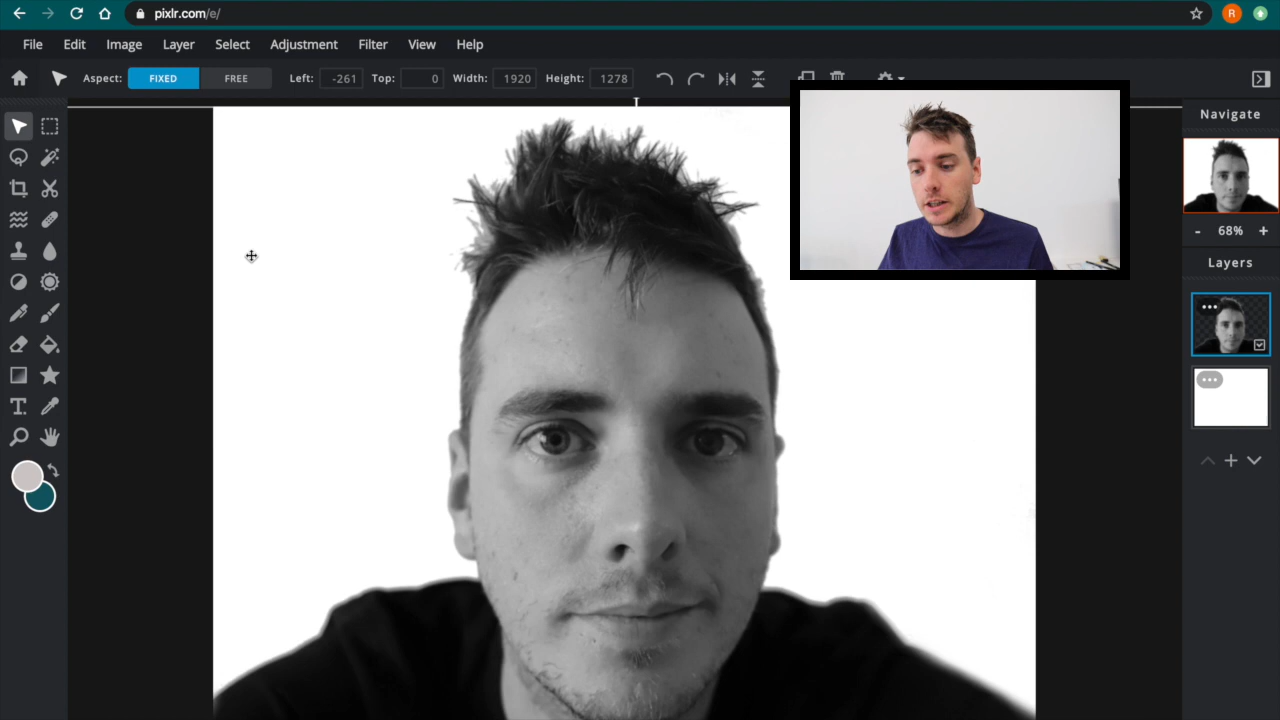 pixlr.com/e/
R
File Edit Image Layer Select Adjustment Filter View Help
Aspect: FIXED FREE Left: -261 Top: 0 Width: 1920 Height: 1278
Navigate
- 68% +
Layers
T